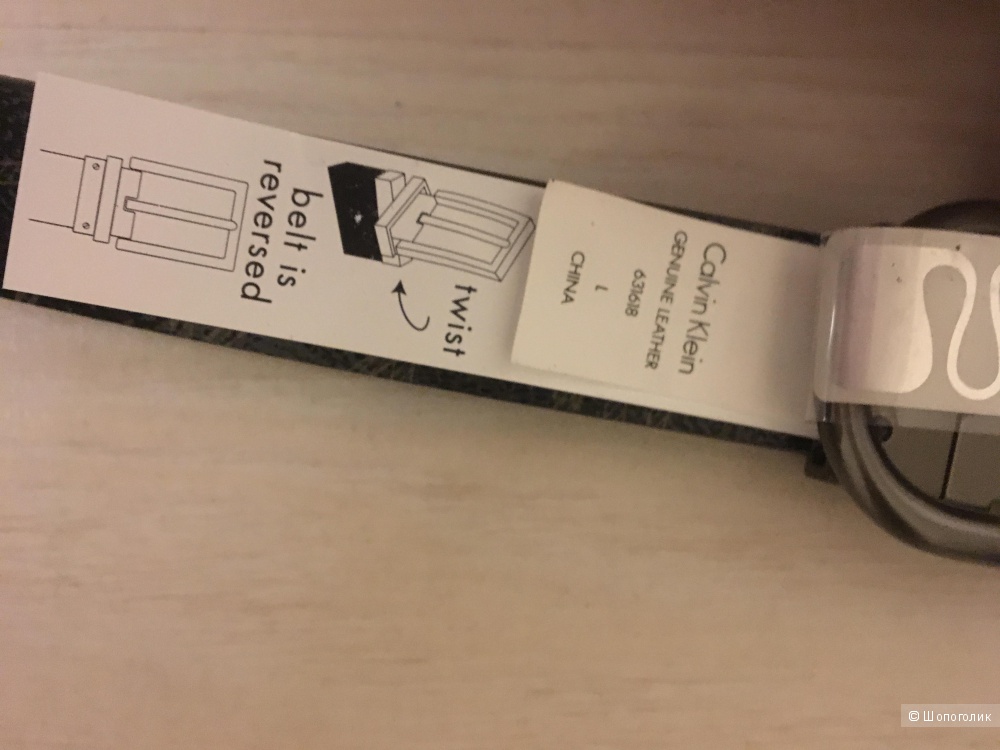 twist
belt is
reversed
Calvin Klein
GENUINE LEATHER
631618
L
CHINA
© Шопоголик